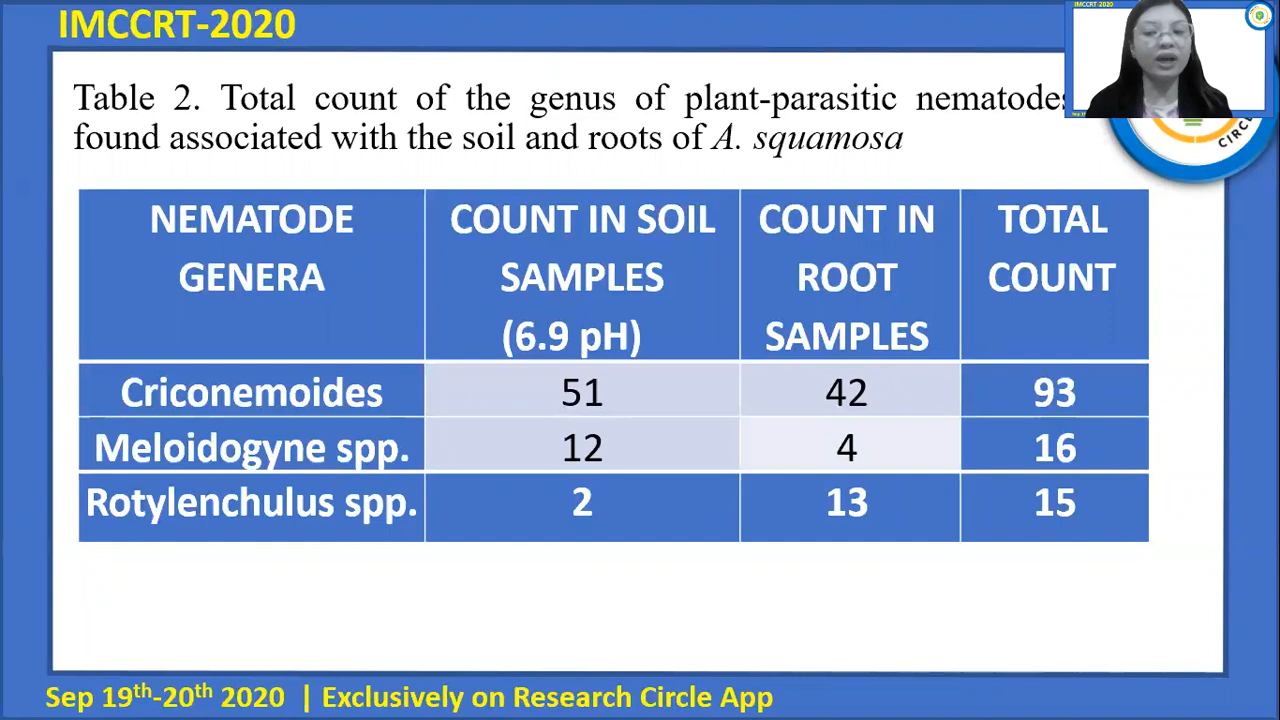 IMCCRT-2020
IMCCRT 2020
Table 2. Total count of the genus of plant-parasitic nematodes
found associated with the soil and roots of A. squamosa
CIRCLE
NEMATODE
GENERA
COUNT IN SOIL
SAMPLES
(6.9 pH)
COUNT IN
ROOT
SAMPLES
TOTAL
COUNT
Criconemoides 51 42 93
Meloidogyne spp. 12 4 16
Rotylenchulus spp. 2 13 15
Sep 19th-20th 2020 | Exclusively on Research Circle App